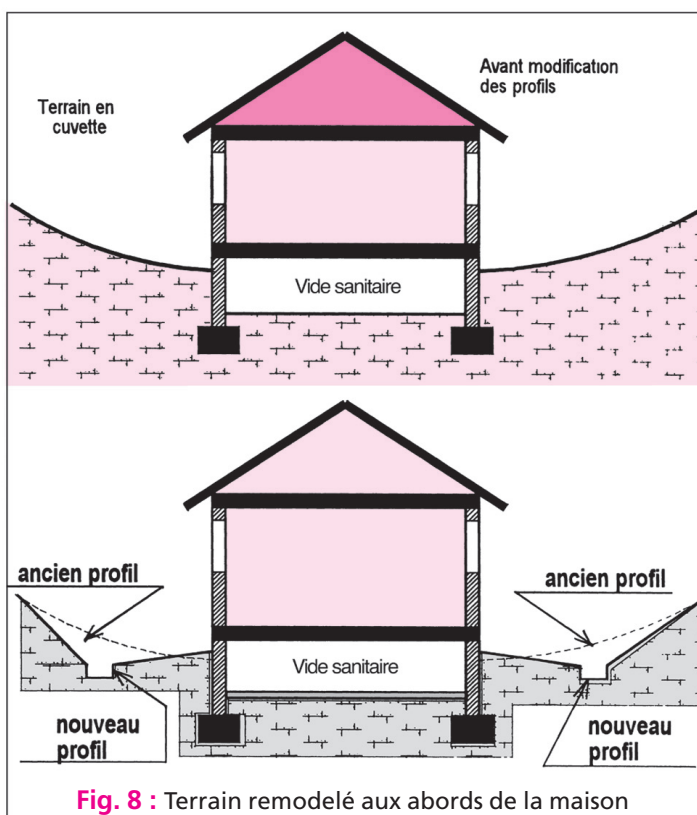 Terrain en
cuvette
Avant modification
des profils
Vide sanitaire
ancien profil
ancien profil
Vide sanitaire
nouveau
profil
nouveau
profil
Fig. 8 : Terrain remodelé aux abords de la maison